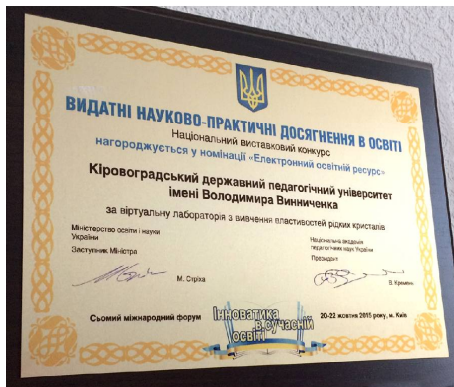 ВИДАТНІ НАУКОВО-ПРАКТИЧНІ ДОСЯГНЕННЯ В ОСВІТІ
Національний виставковий конкурс
нагороджується у номінації «Електронний освітній ресурс»
Кіровоградський державний педагогічний університет
імені Володимира Винниченка
за віртуальну лабораторію з вивчення властивостей рідких кристалів
Міністерство освіти і науки
України
Заступник Міністра
М. Стріха
Національна академія
педагогічних наук України
Президент
В. Кремень
Сьомий міжнародний форум
Інноватика
в сучасній
освіті
20-22 жовтня 2015 року, м. Київ